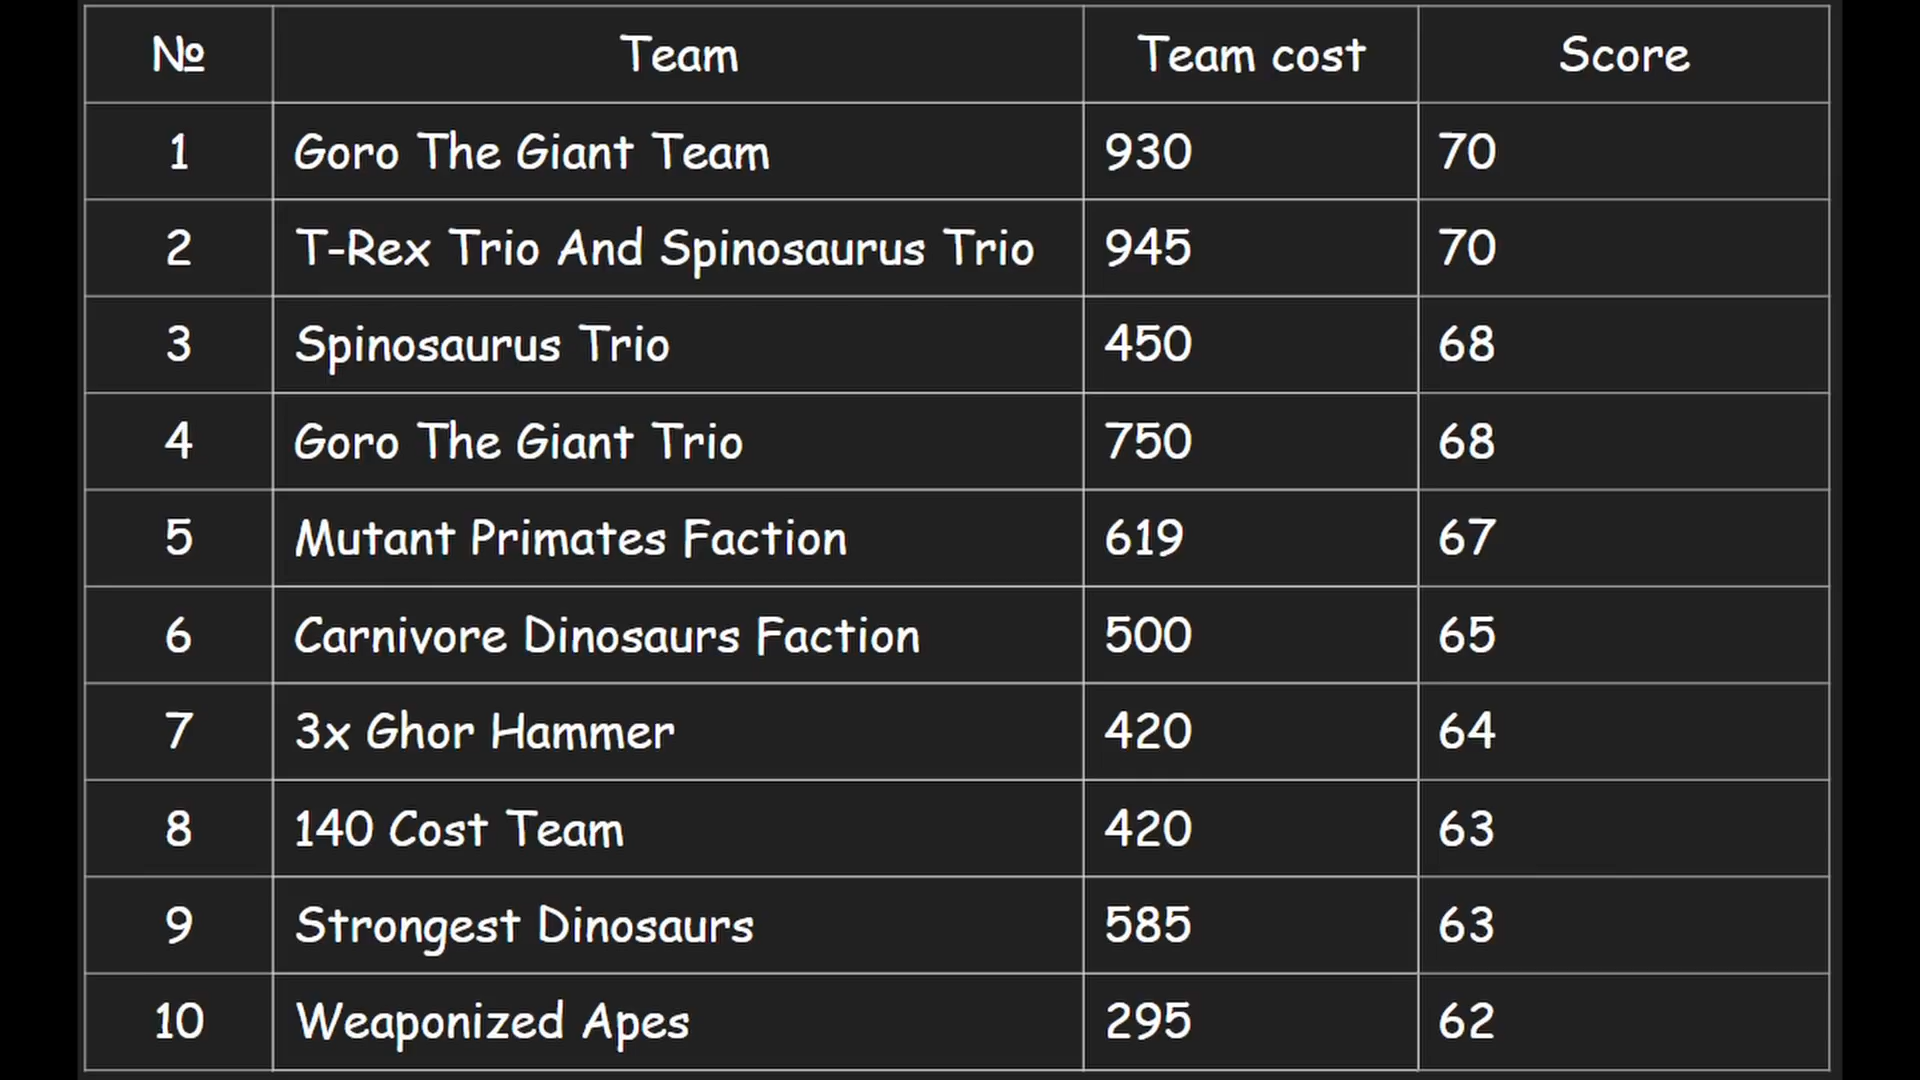 № Team Team cost Score
1 Goro The Giant Team 930 70
2 T-Rex Trio And Spinosaurus Trio 945 70
3 Spinosaurus Trio 450 68
4 Goro The Giant Trio 750 68
5 Mutant Primates Faction 619 67
6 Carnivore Dinosaurs Faction 500 65
7 3x Ghor Hammer 420 64
8 140 Cost Team 420 63
9 Strongest Dinosaurs 585 63
10 Weaponized Apes 295 62